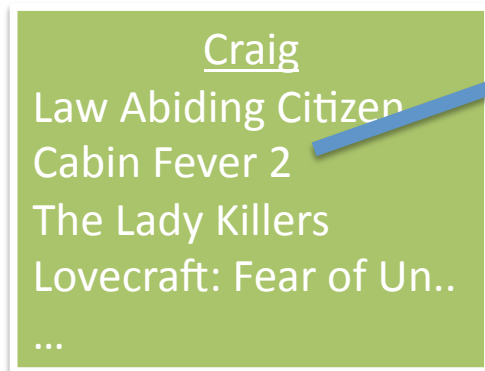 Craig
Law Abiding Citizen
Cabin Fever 2
The Lady Killers
Lovecraft: Fear of Un..
...